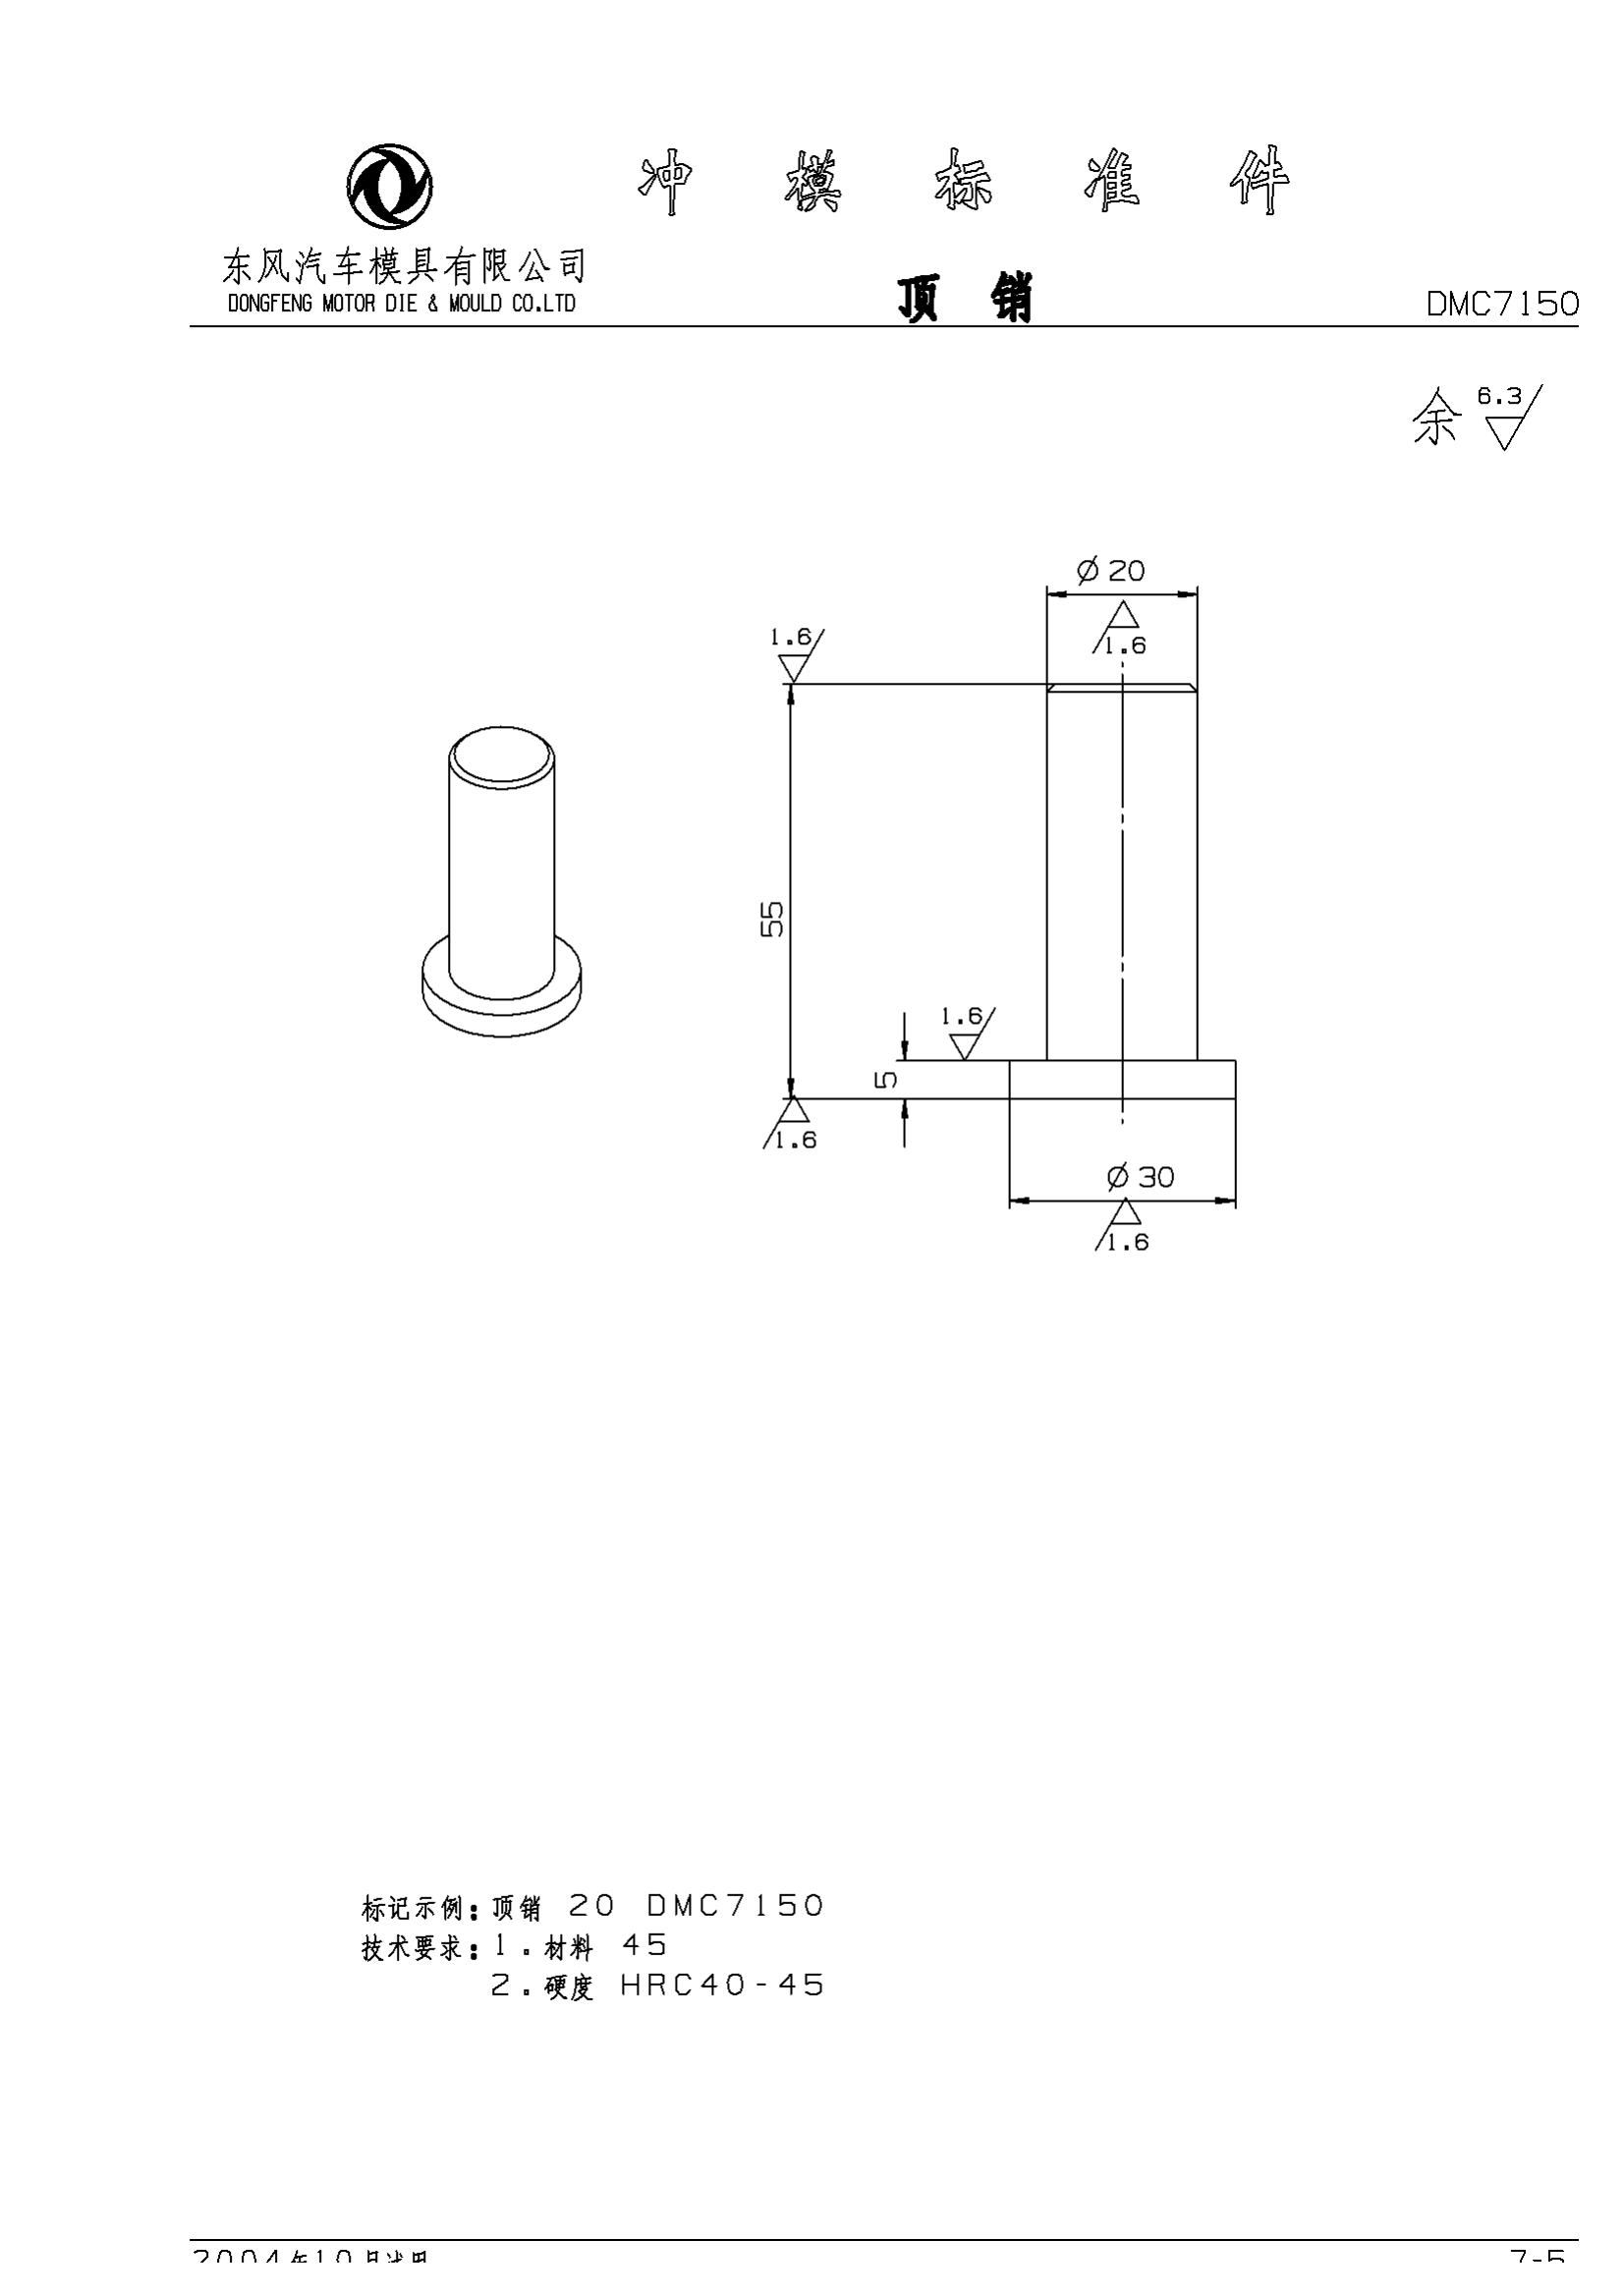 冲模标准件
东风汽车模具有限公司
DONGFENG MOTOR DIE & MOULD CO.LTD
顶销
DMC7150
余 6.3
Ø20
1.6
1.6
55
1.6
5
1.6
Ø30
1.6
标记示例:顶销 20 DMC7150
技术要求:1.材料 45
2.硬度 HRC40-45
2004年10月
7-5